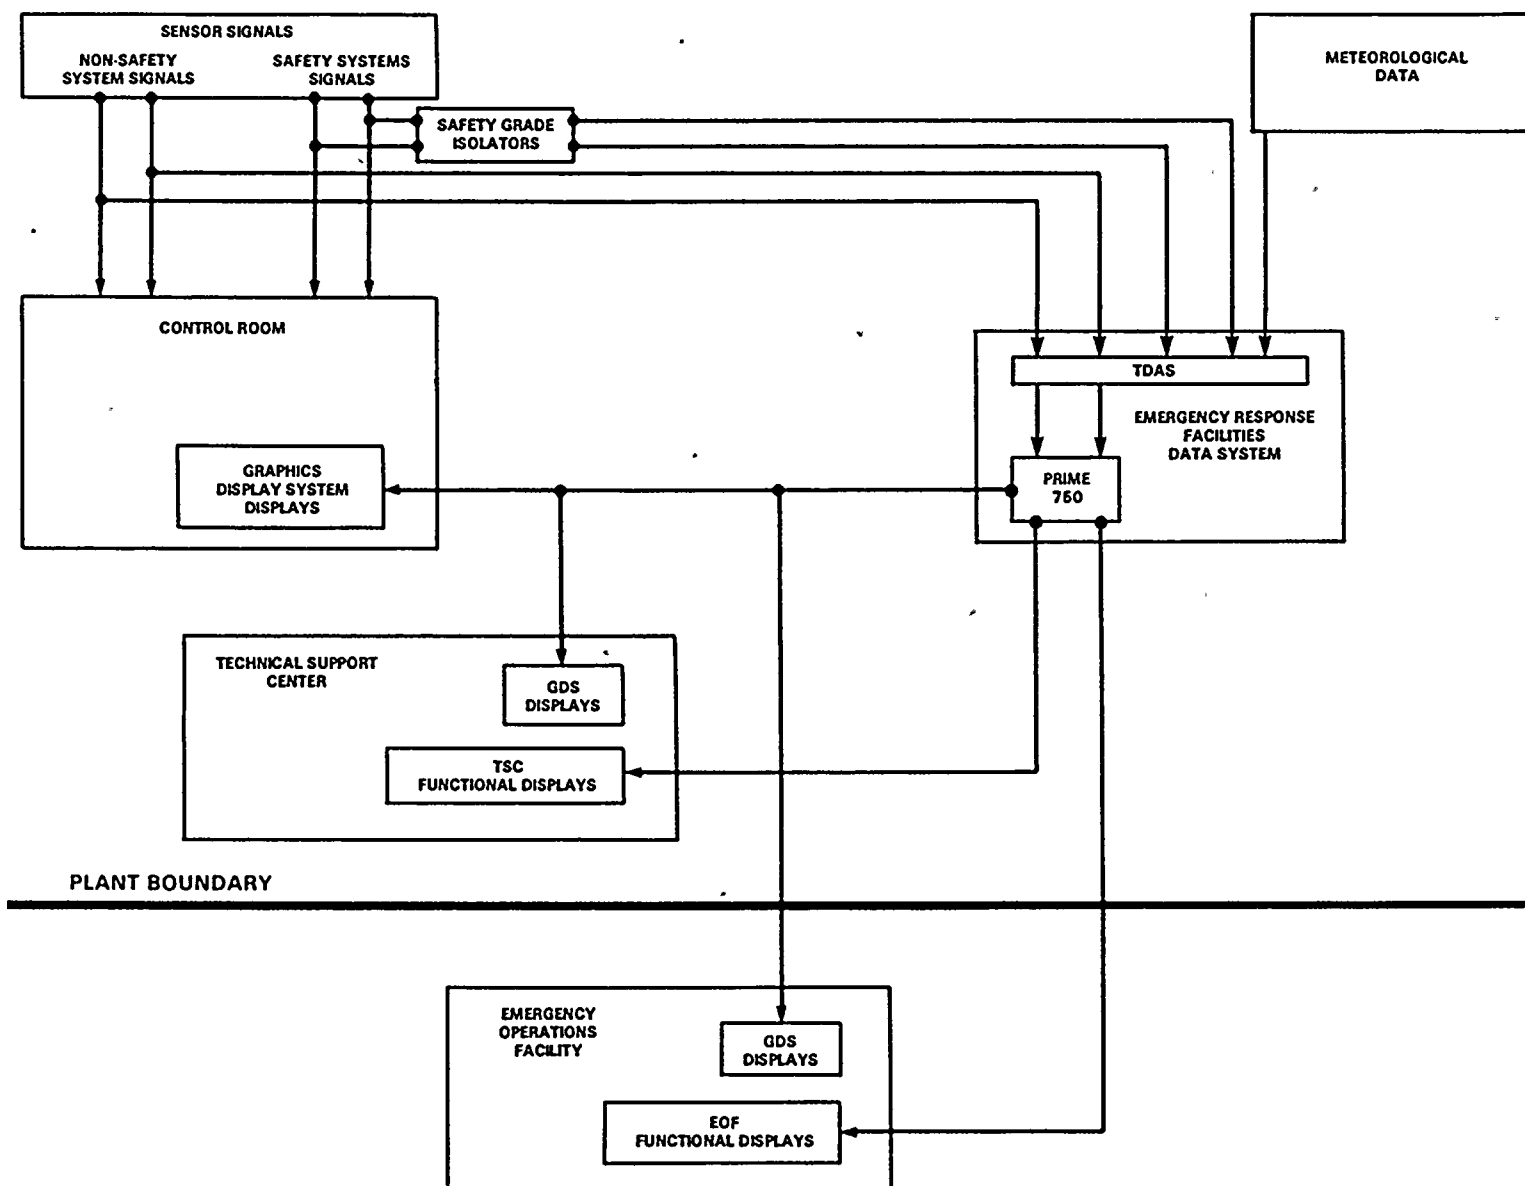 SENSOR SIGNALS
NON-SAFETY
SYSTEM SIGNALS
SAFETY SYSTEMS
SIGNALS
SAFETY GRADE
ISOLATORS
METEOROLOGICAL
DATA
CONTROL ROOM
GRAPHICS
DISPLAY SYSTEM
DISPLAYS
TDAS
EMERGENCY RESPONSE
FACILITIES
DATA SYSTEM
PRIME
750
TECHNICAL SUPPORT
CENTER
GDS
DISPLAYS
TSC
FUNCTIONAL DISPLAYS
PLANT BOUNDARY
EMERGENCY
OPERATIONS
FACILITY
GDS
DISPLAYS
EOF
FUNCTIONAL DISPLAYS